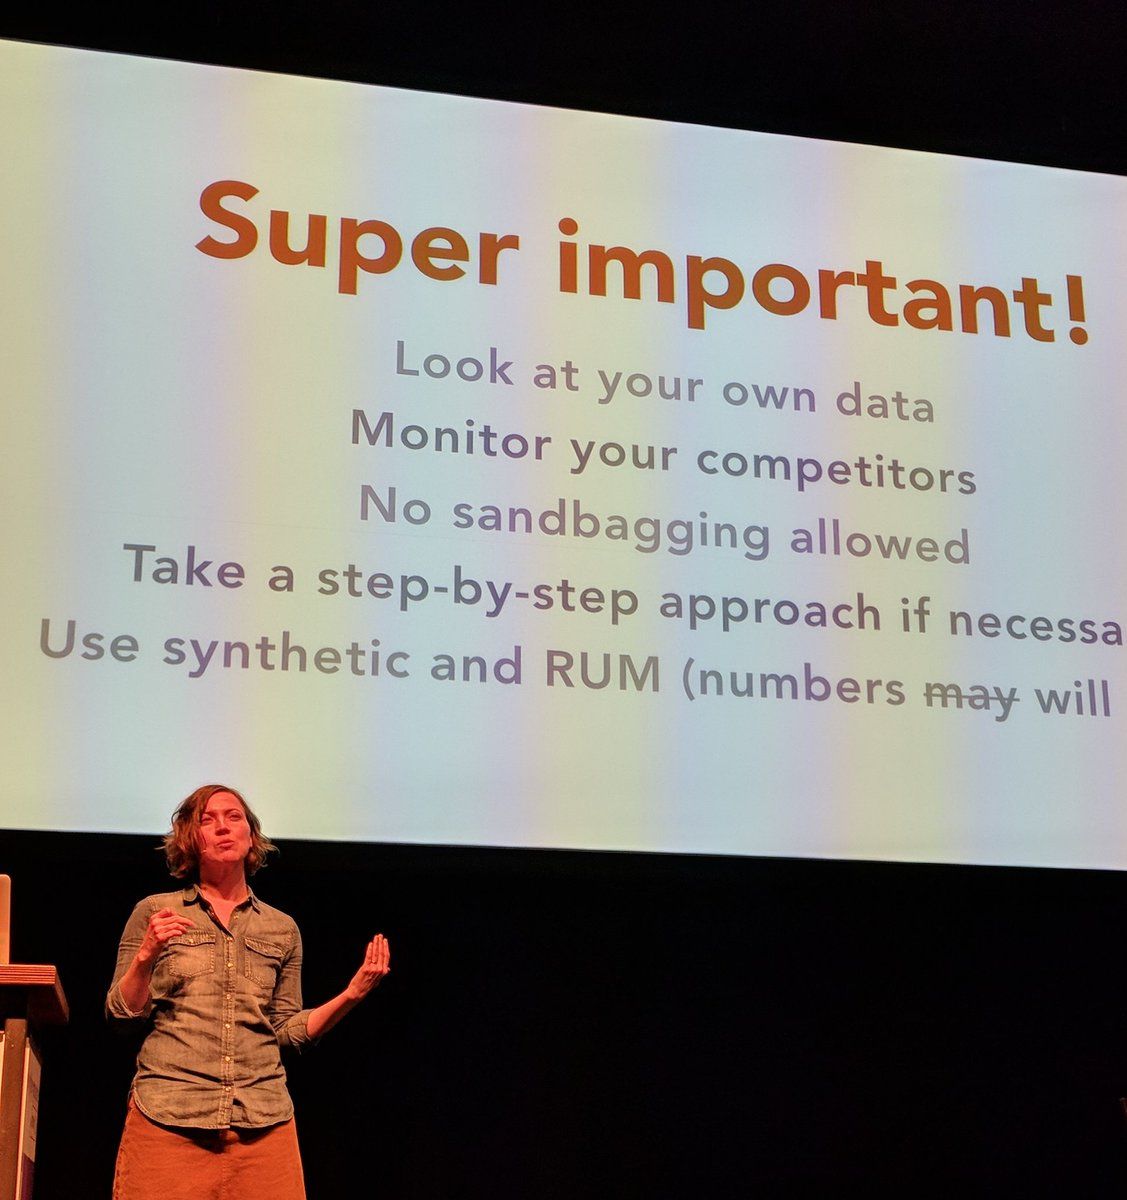 Super important!
Look at your own data
Monitor your competitors
No sandbagging allowed
Take a step-by-step approach if necessa
Use synthetic and RUM (numbers ~~may~~ will